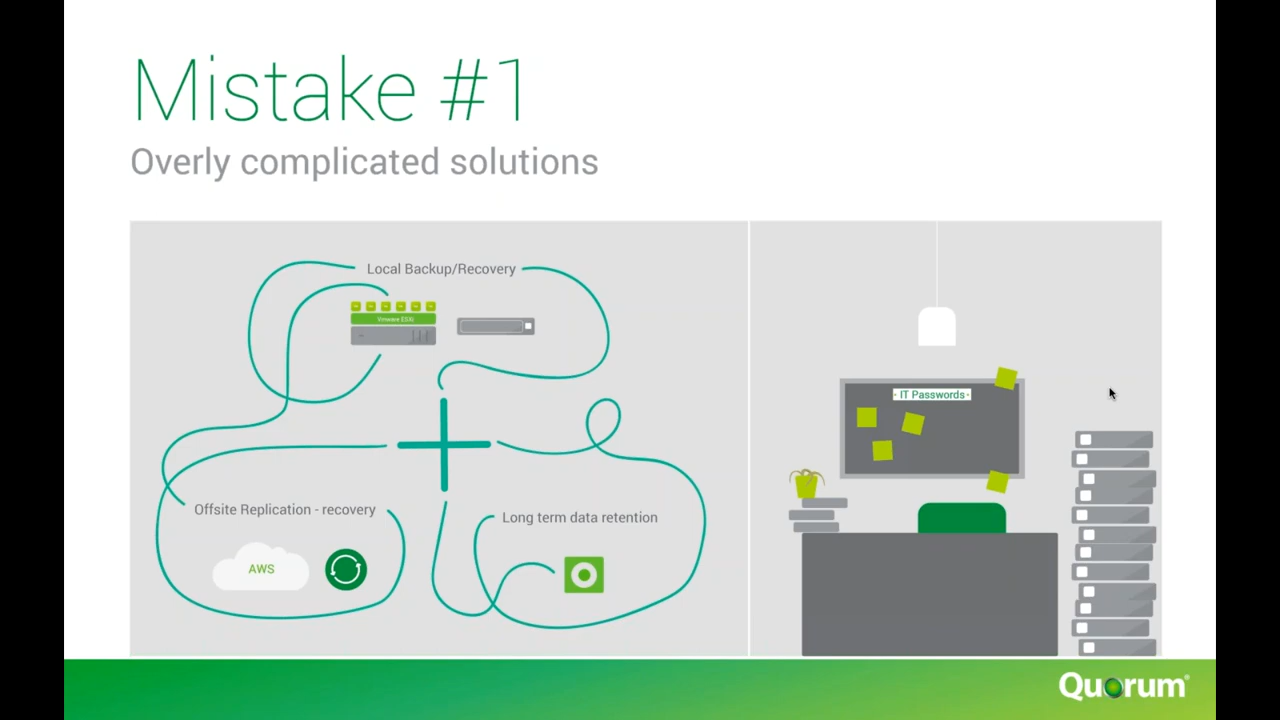 Mistake #1
Overly complicated solutions
Local Backup/Recovery
Vmware ESXi
IT Passwords
Offsite Replication - recovery
Long term data retention
AWS
Quorum®